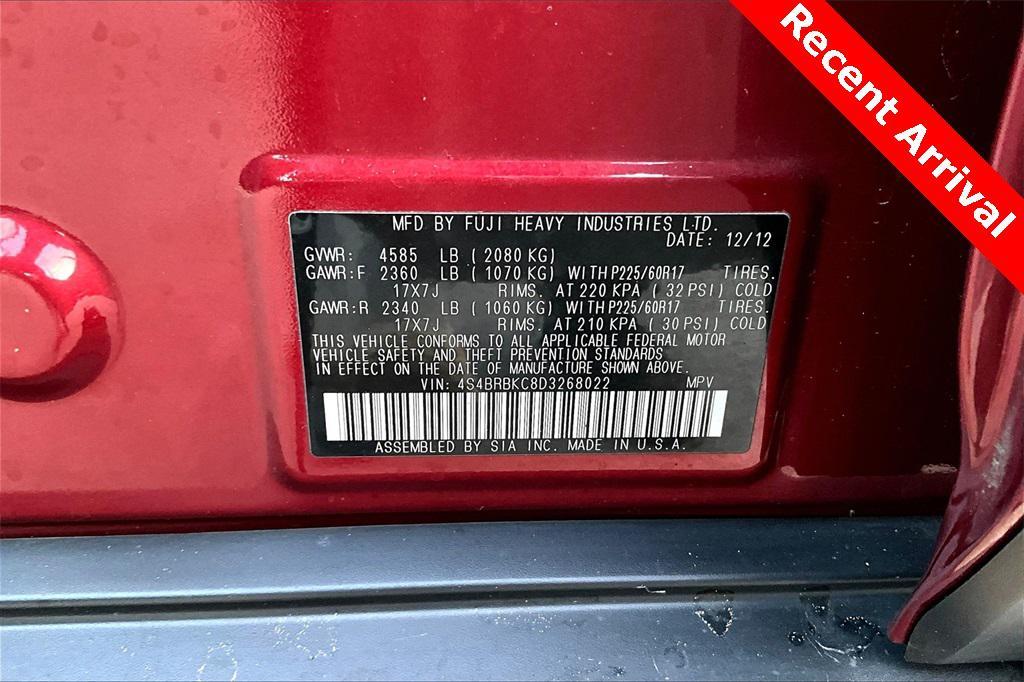 Recent Arrival
MFD BY FUJI HEAVY INDUSTRIES LTD.
DATE: 12/12
GVWR: 4585 LB ( 2080 KG)
GAWR:F 2360 LB ( 1070 KG) WITH P225/60R17 TIRES.
17X7J RIMS. AT 220 KPA ( 32 PSI) COLD
GAWR:R 2340 LB ( 1060 KG) WITH P225/60R17 TIRES.
17X7J RIMS. AT 210 KPA ( 30 PSI) COLD
THIS VEHICLE CONFORMS TO ALL APPLICABLE FEDERAL MOTOR
VEHICLE SAFETY AND THEFT PREVENTION STANDARDS
IN EFFECT ON THE DATE OF MANUFACTURE SHOWN ABOVE.
VIN: 4S4BRBKC8D3268022 MPV
ASSEMBLED BY SIA INC. MADE IN U.S.A.